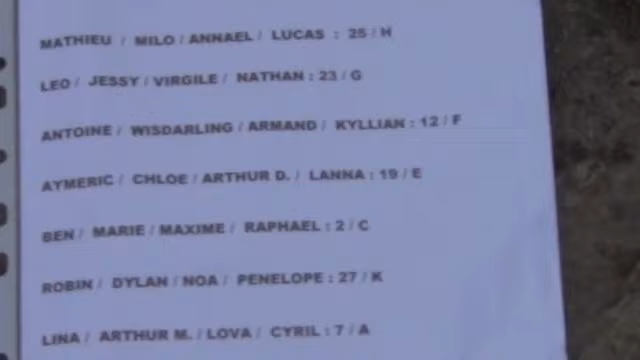 MATHIEU / MILO / ANNAEL / LUCAS : 25 / H
LEO / JESSY / VIRGILE / NATHAN : 23 / G
ANTOINE / WISDARLING / ARMAND / KYLLIAN : 12 / F
AYMERIC / CHLOE / ARTHUR D. / LANNA : 19 / E
BEN / MARIE / MAXIME / RAPHAEL : 2 / C
ROBIN / DYLAN / NOA / PENELOPE : 27 / K
LINA / ARTHUR M. / LOVA / CYRIL : 7 / A